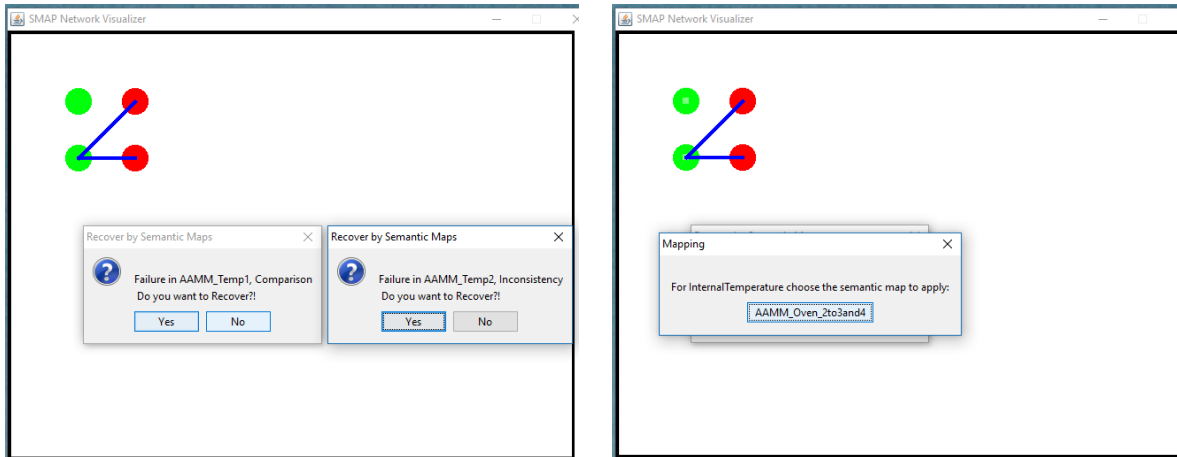 SMAP Network Visualizer
Recover by Semantic Maps
Failure in AAMM_Temp1, Comparison
Do you want to Recover?!
Yes No
Recover by Semantic Maps
Failure in AAMM_Temp2, Inconsistency
Do you want to Recover?!
Yes No
SMAP Network Visualizer
Mapping
For InternalTemperature choose the semantic map to apply:
AAMM_Oven_2to3and4